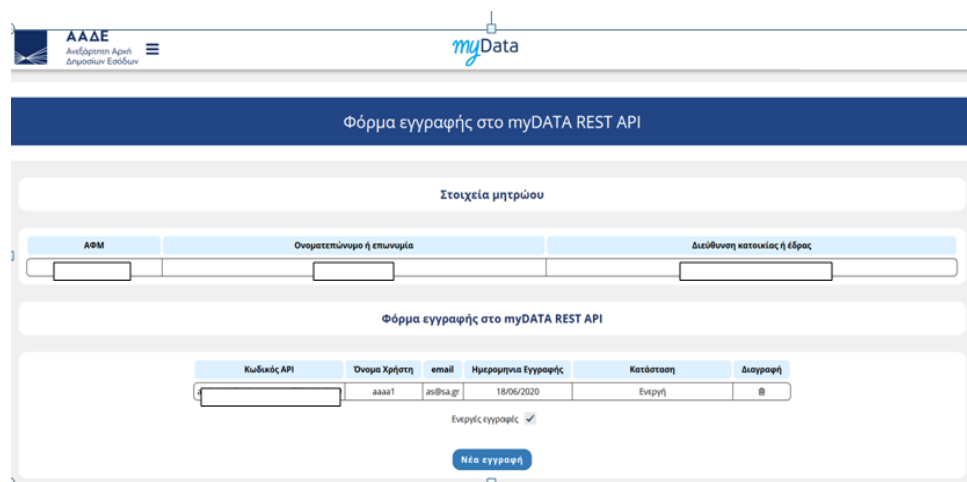 ΑΑΔΕ
Ανεξάρτητη Αρχή
Δημοσίων Εσόδων
myData
Φόρμα εγγραφής στο myDATA REST API
Στοιχεία μητρώου
ΑΦΜ Ονοματεπώνυμο ή επωνυμία Διεύθυνση κατοικίας ή έδρας
Φόρμα εγγραφής στο myDATA REST API
Κωδικός API Όνομα Χρήστη email Ημερομηνια Εγγραφής Κατάσταση Διαγραφή
aaaa1 as@sa.gr 18/06/2020 Ενεργή
Ενεργές εγγραφές
Νέα εγγραφή